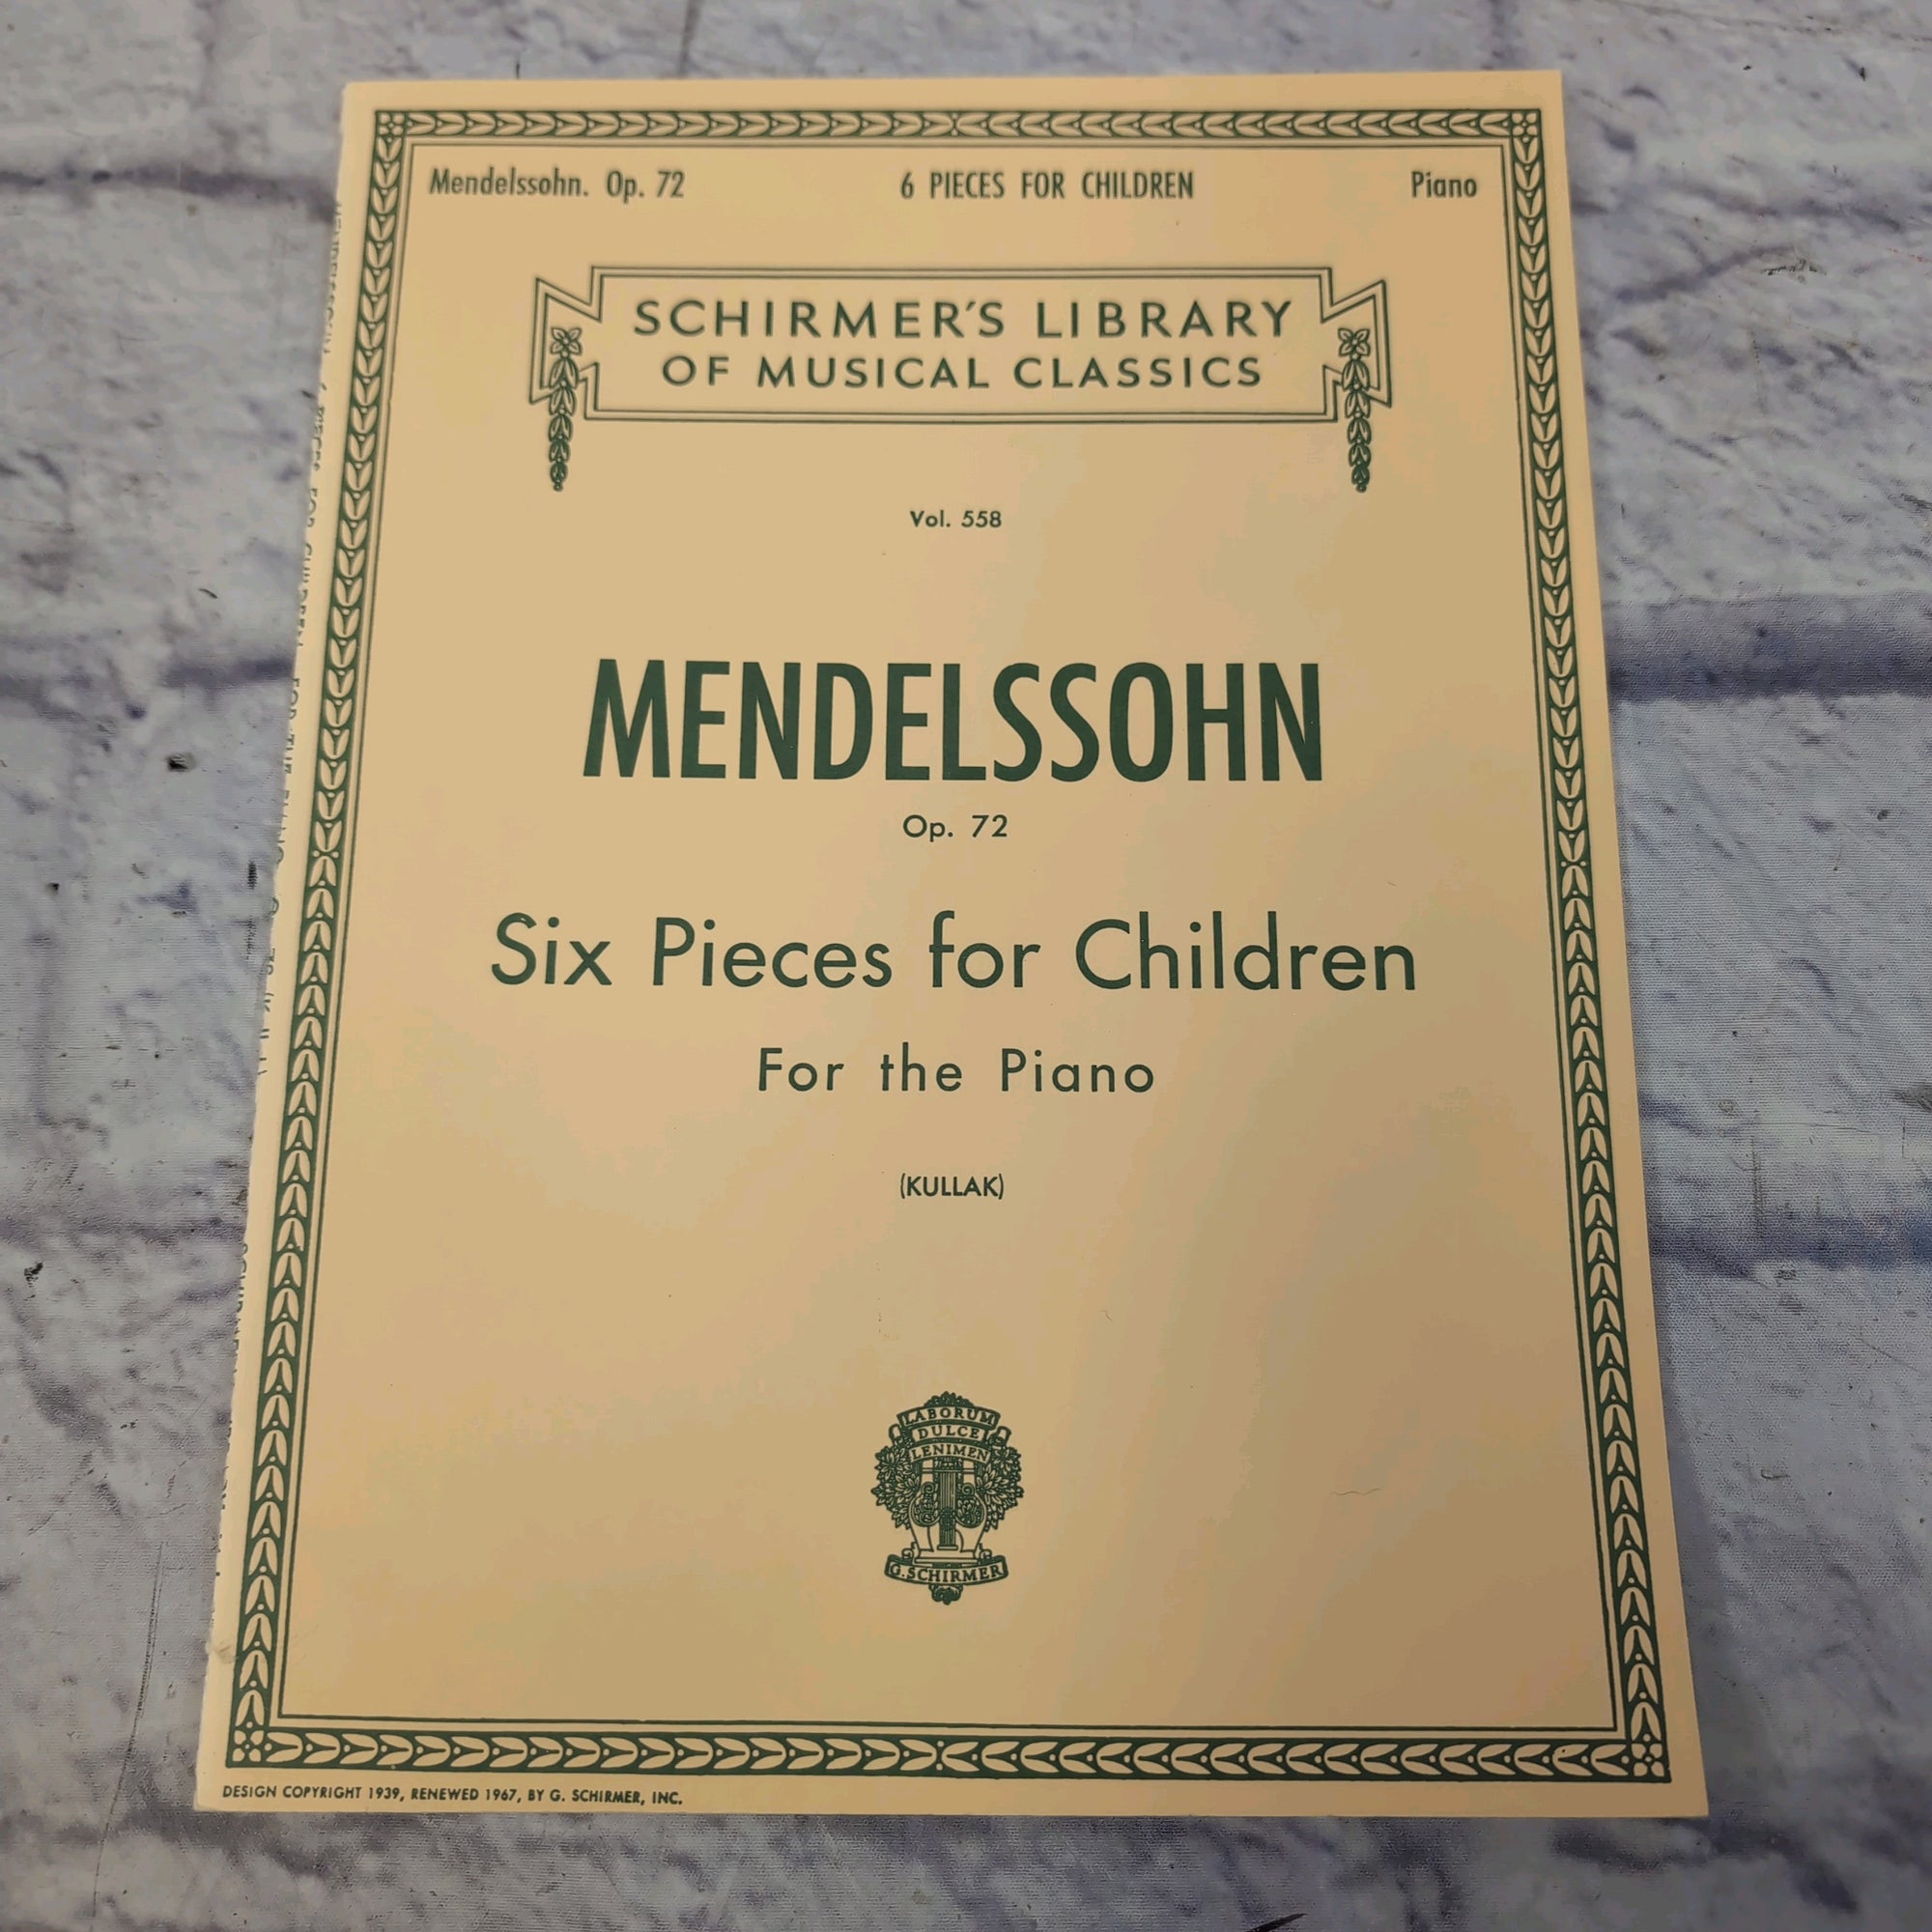 Mendelssohn. Op. 72 6 PIECES FOR CHILDREN Piano
SCHIRMER'S LIBRARY
OF MUSICAL CLASSICS
Vol. 558
MENDELSSOHN
Op. 72
Six Pieces for Children
For the Piano
(KULLAK)
LABORUM
DULCE
LENIMEN
G. SCHIRMER
DESIGN COPYRIGHT 1939, RENEWED 1967, BY G. SCHIRMER, INC.